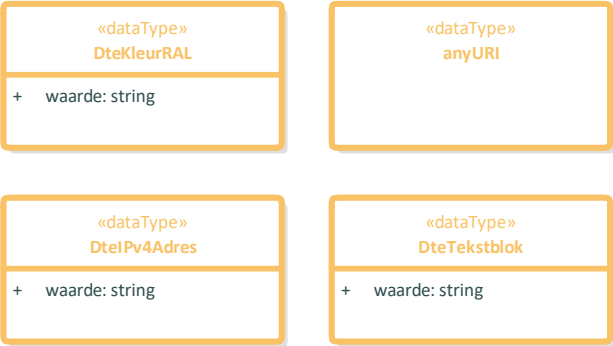 «dataType»
DteKleurRAL
+ waarde: string
«dataType»
anyURI
«dataType»
DteIPv4Adres
+ waarde: string
«dataType»
DteTekstblok
+ waarde: string